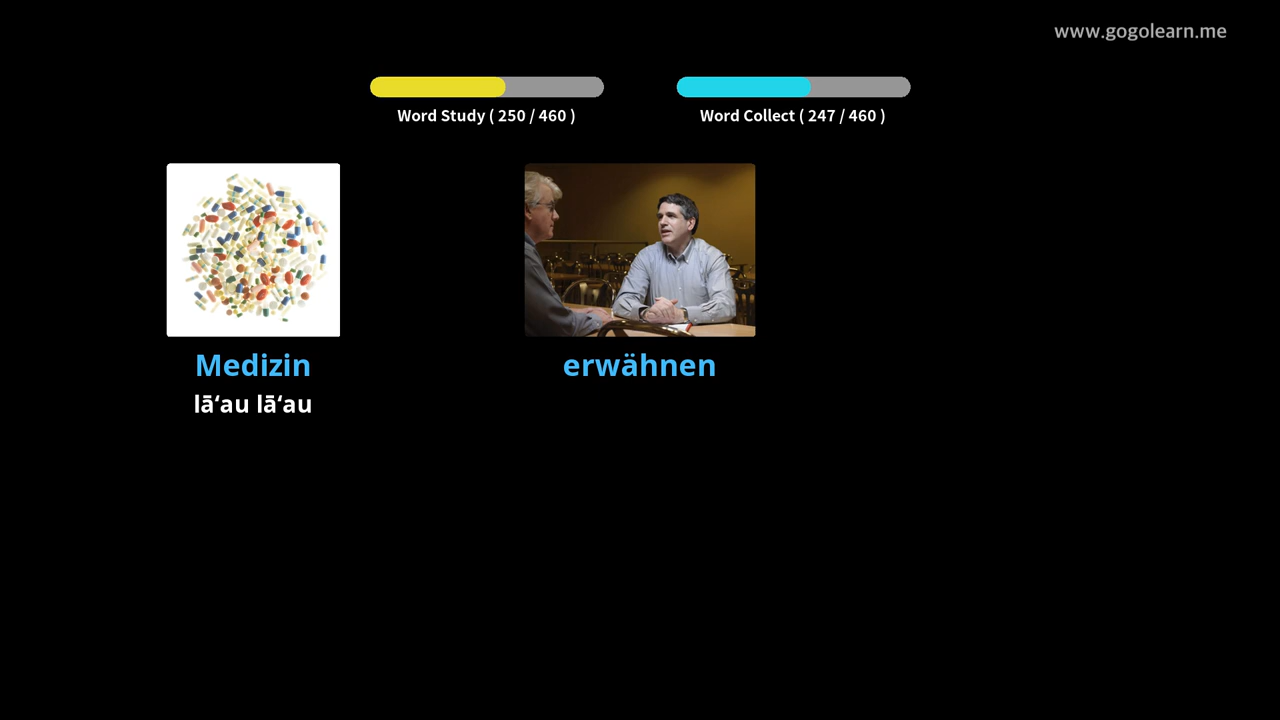 www.gogolearn.me
Word Study ( 250 / 460 )
Word Collect ( 247 / 460 )
Medizin
lāʻau lāʻau
erwähnen